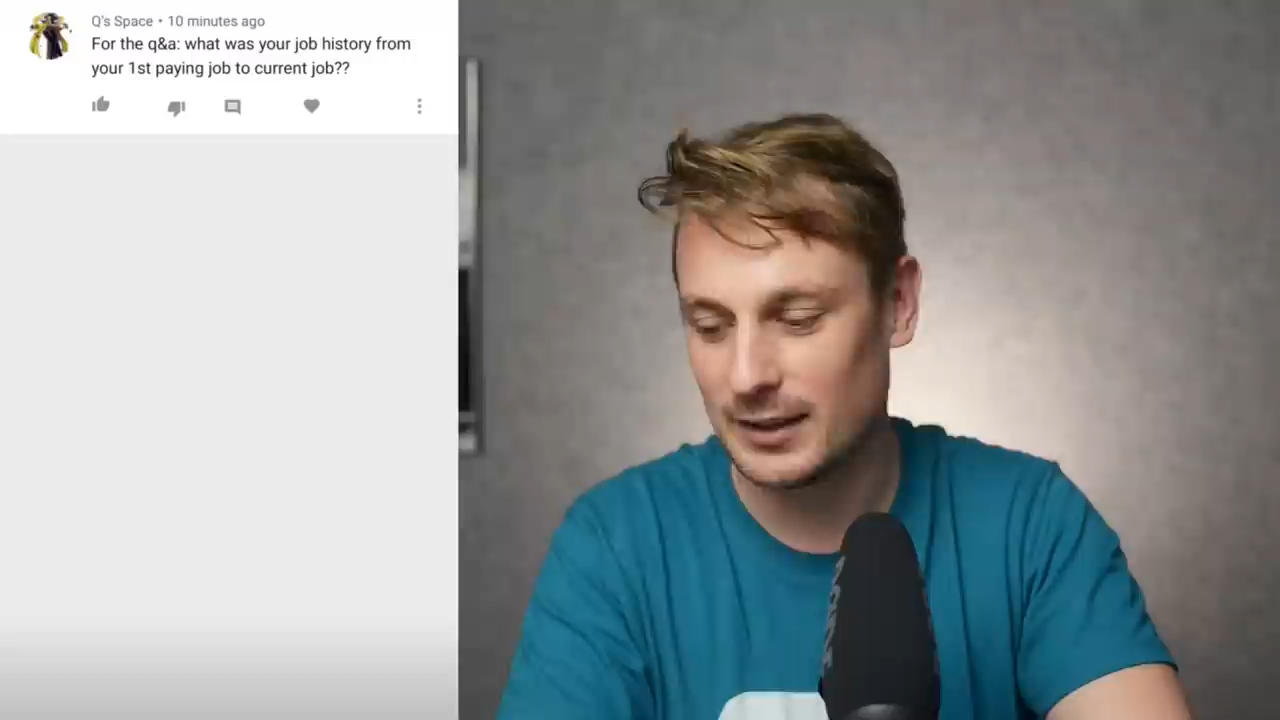 Q's Space • 10 minutes ago
For the q&a: what was your job history from
your 1st paying job to current job??